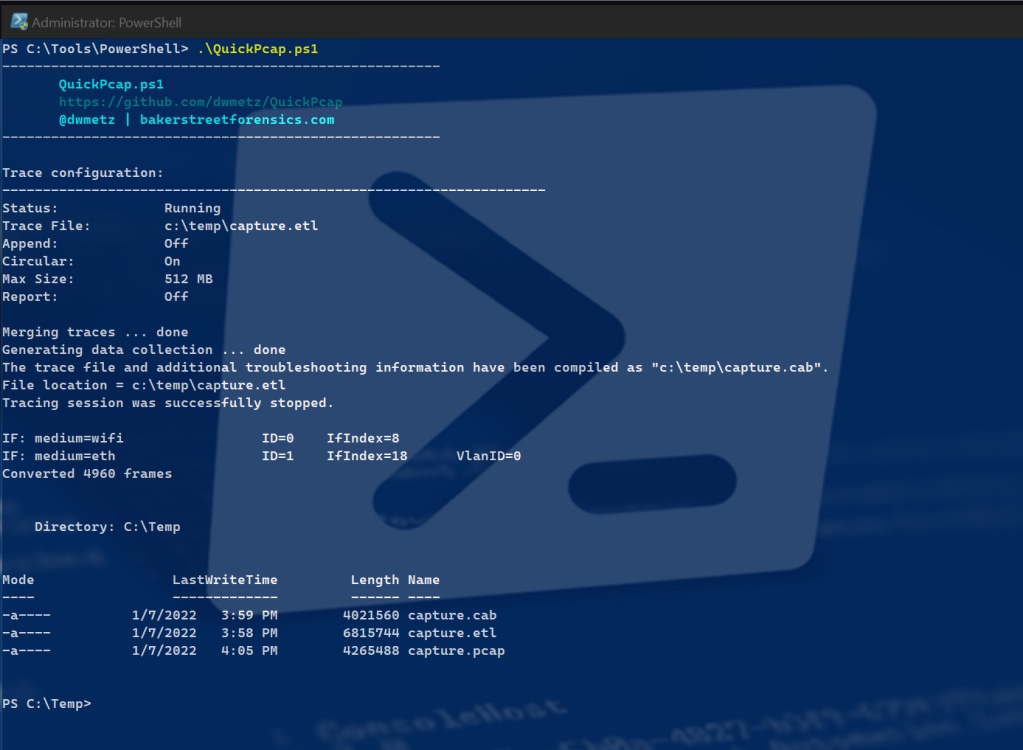 Administrator: PowerShell
PS C:\Tools\PowerShell> .\QuickPcap.ps1
------------------------------------------------------
QuickPcap.ps1
https://github.com/dwmetz/QuickPcap
@dwmetz | bakerstreetforensics.com
------------------------------------------------------
Trace configuration:
-------------------------------------------------------------------
Status: Running
Trace File: c:\temp\capture.etl
Append: Off
Circular: On
Max Size: 512 MB
Report: Off
Merging traces ... done
Generating data collection ... done
The trace file and additional troubleshooting information have been compiled as "c:\temp\capture.cab".
File location = c:\temp\capture.etl
Tracing session was successfully stopped.
IF: medium=wifi ID=0 IfIndex=8
IF: medium=eth ID=1 IfIndex=18 VlanID=0
Converted 4960 frames
Directory: C:\Temp
Mode LastWriteTime Length Name
---- ------------- ------ ----
-a---- 1/7/2022 3:59 PM 4021560 capture.cab
-a---- 1/7/2022 3:58 PM 6815744 capture.etl
-a---- 1/7/2022 4:05 PM 4265488 capture.pcap
PS C:\Temp>
ConsoleHost